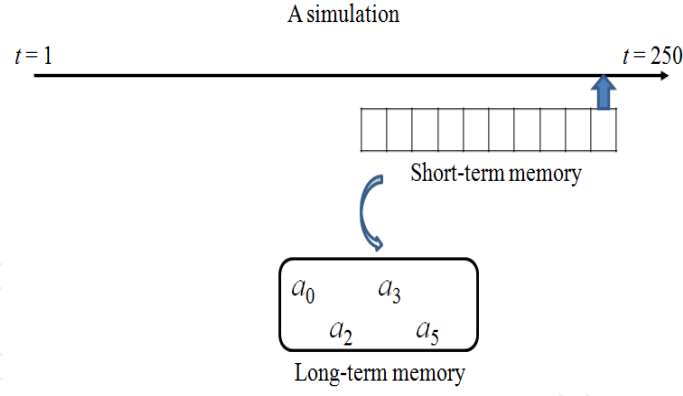 A simulation
t = 1
t = 250
Short-term memory
a0 a3
a2 a5
Long-term memory